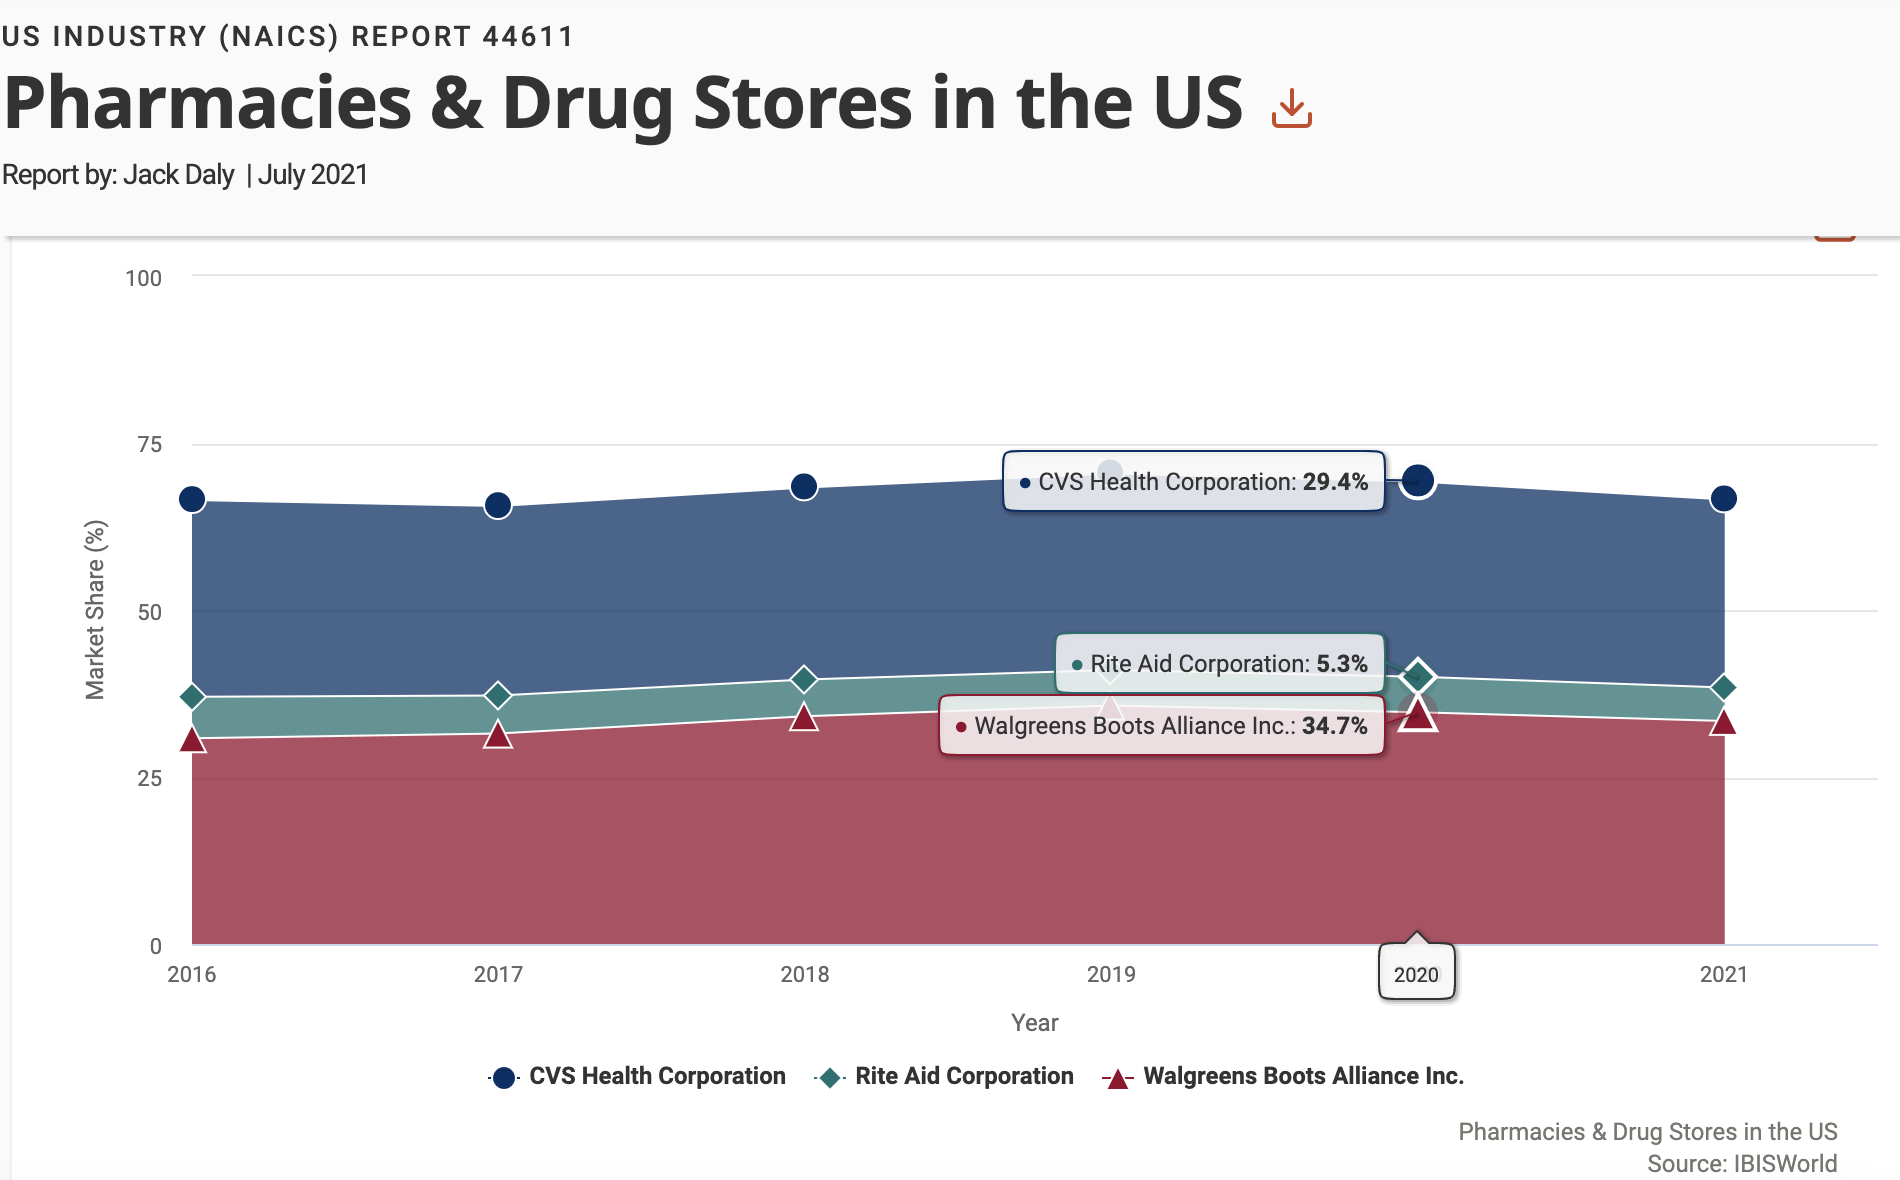 US INDUSTRY (NAICS) REPORT 44611
Pharmacies & Drug Stores in the US
Report by: Jack Daly | July 2021
100
75
50
25
0
Market Share (%)
CVS Health Corporation: 29.4%
Rite Aid Corporation: 5.3%
Walgreens Boots Alliance Inc.: 34.7%
2016 2017 2018 2019 2020 2021
Year
CVS Health Corporation Rite Aid Corporation Walgreens Boots Alliance Inc.
Pharmacies & Drug Stores in the US
Source: IBISWorld